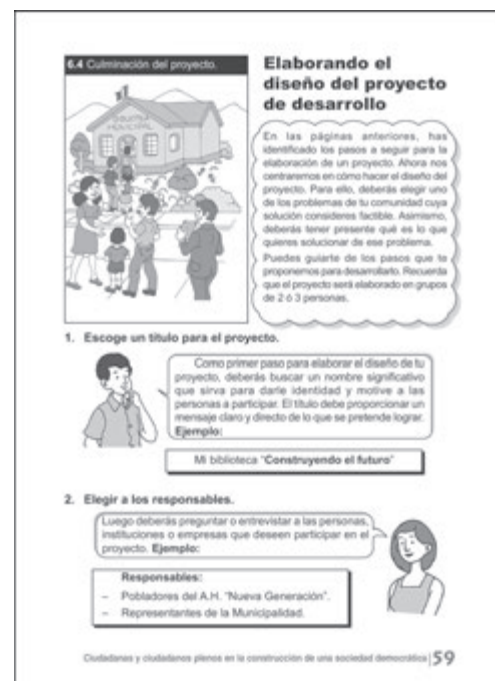 6.4 Culminación del proyecto.
BIBLIOTECA
MUNICIPAL
Elaborando el
diseño del proyecto
de desarrollo
En las páginas anteriores, has
identificado los pasos a seguir para la
elaboración de un proyecto. Ahora nos
centraremos en cómo hacer el diseño del
proyecto. Para ello, deberás elegir uno
de los problemas de tu comunidad cuya
solución consideres factible. Asimismo,
deberás tener presente qué es lo que
quieres solucionar de ese problema.
Puedes guiarte de los pasos que te
proponemos para desarrollarlo. Recuerda
que el proyecto será elaborado en grupos
de 2 ó 3 personas.
1. Escoge un título para el proyecto.
Como primer paso para elaborar el diseño de tu
proyecto, deberás buscar un nombre significativo
que sirva para darle identidad y motive a las
personas a participar. El título debe proporcionar un
mensaje claro y directo de lo que se pretende lograr.
Ejemplo:
Mi biblioteca "Construyendo el futuro"
2. Elegir a los responsables.
Luego deberás preguntar o entrevistar a las personas,
instituciones o empresas que deseen participar en el
proyecto. Ejemplo:
Responsables:
– Pobladores del A.H. "Nueva Generación".
– Representantes de la Municipalidad.
Ciudadanas y ciudadanos plenos en la construcción de una sociedad democrática | 59